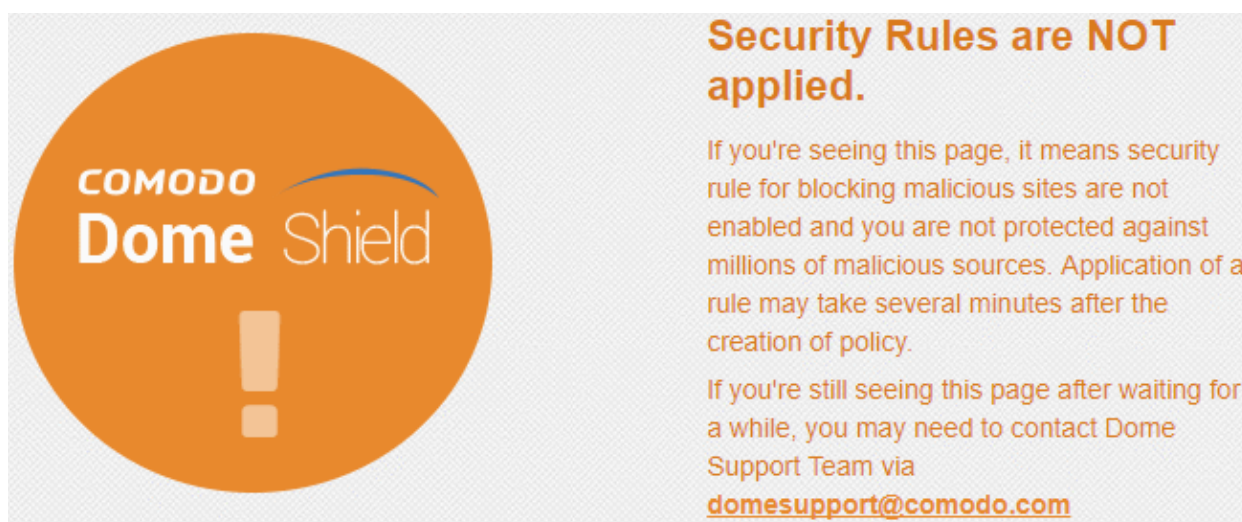 COMODO
Dome Shield
!
Security Rules are NOT
applied.
If you're seeing this page, it means security
rule for blocking malicious sites are not
enabled and you are not protected against
millions of malicious sources. Application of a
rule may take several minutes after the
creation of policy.
If you're still seeing this page after waiting for
a while, you may need to contact Dome
Support Team via
domesupport@comodo.com